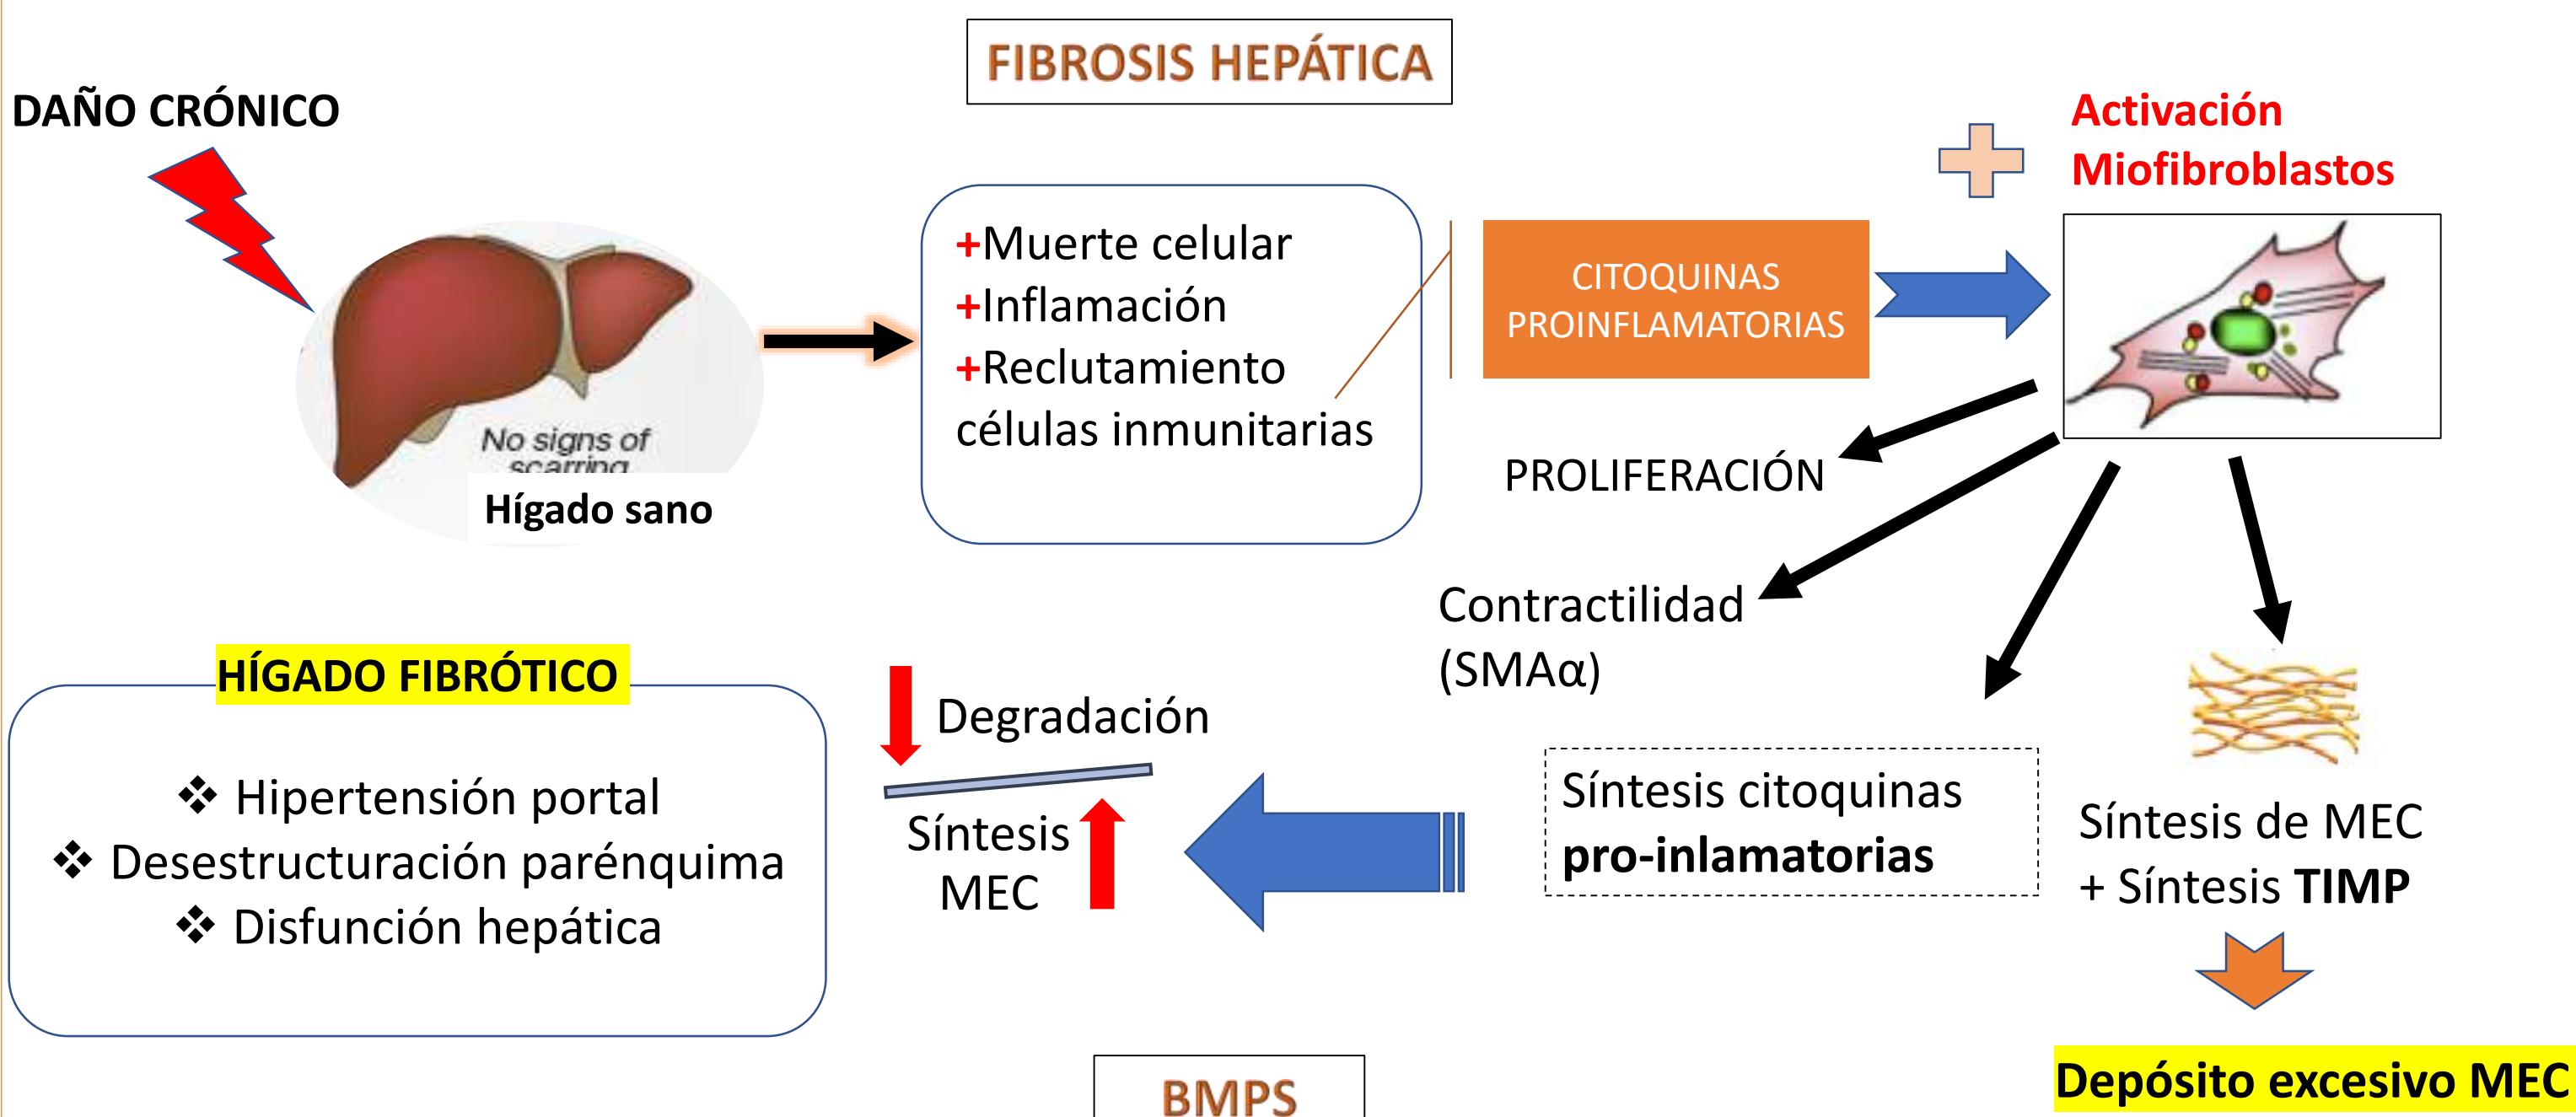 FIBROSIS HEPÁTICA
DAÑO CRÓNICO
No signs of
scarring
Hígado sano
+Muerte celular
+Inflamación
+Reclutamiento
células inmunitarias
CITOQUINAS
PROINFLAMATORIAS
Activación
Miofibroblastos
PROLIFERACIÓN
Contractilidad
(SMAα)
Síntesis citoquinas
pro-inlamatorias
Síntesis de MEC
+ Síntesis TIMP
Depósito excesivo MEC
Degradación
Síntesis
MEC
HÍGADO FIBRÓTICO
❖ Hipertensión portal
❖ Desestructuración parénquima
❖ Disfunción hepática
BMPS